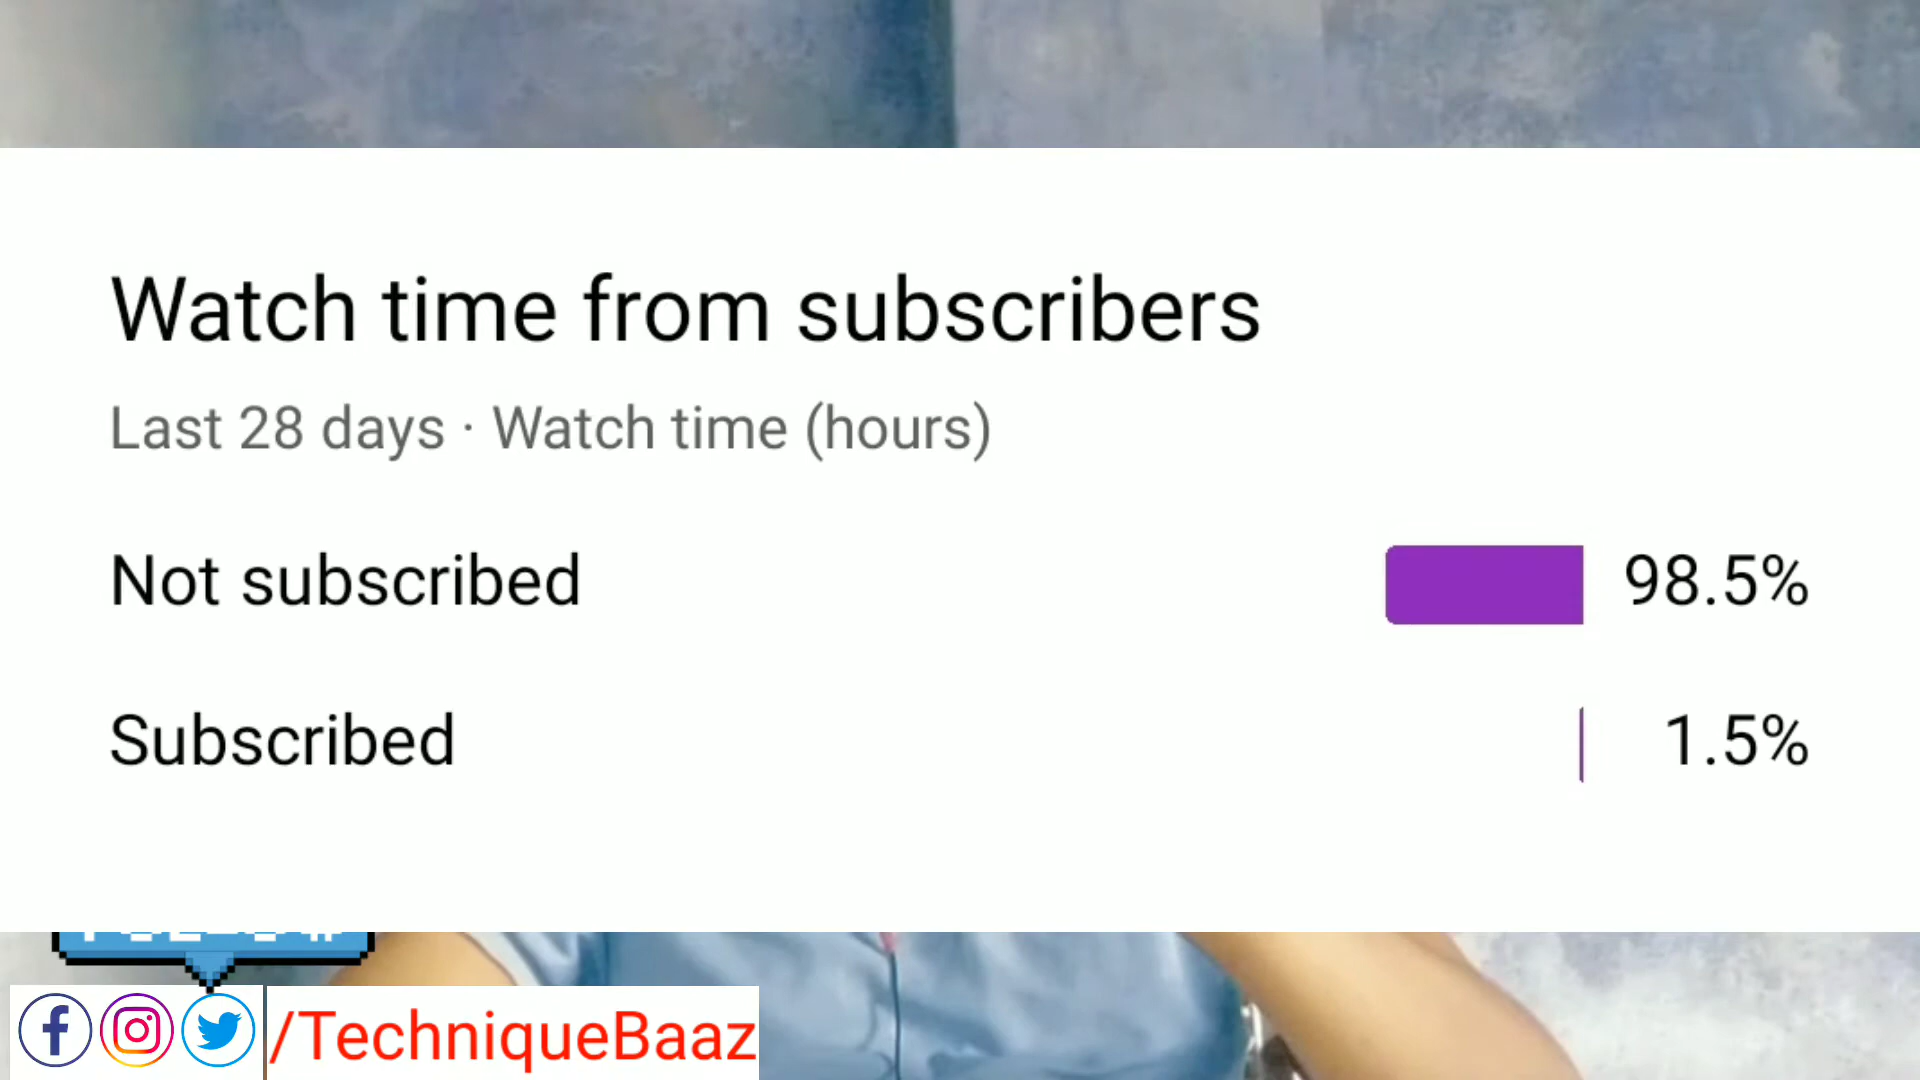 Watch time from subscribers
Last 28 days · Watch time (hours)
Not subscribed 98.5%
Subscribed 1.5%
/TechniqueBaaz